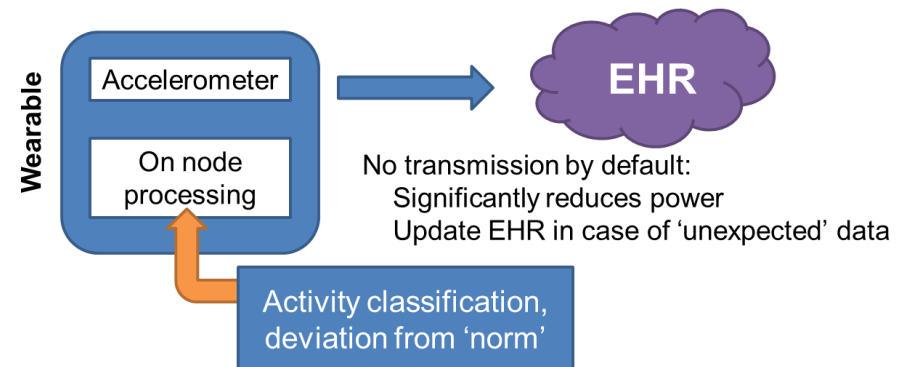 Wearable
Accelerometer
On node
processing
EHR
No transmission by default:
Significantly reduces power
Update EHR in case of ‘unexpected’ data
Activity classification,
deviation from ‘norm’